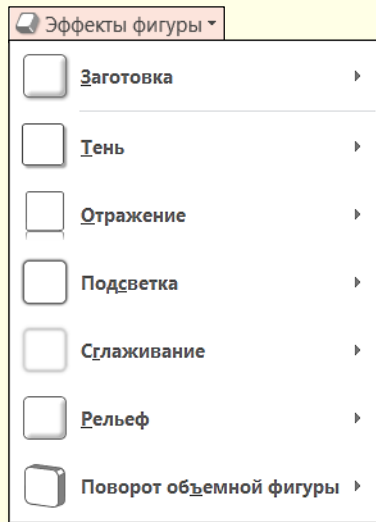 Эффекты фигуры
Заготовка
Тень
Отражение
Подсветка
Сглаживание
Рельеф
Поворот объемной фигуры